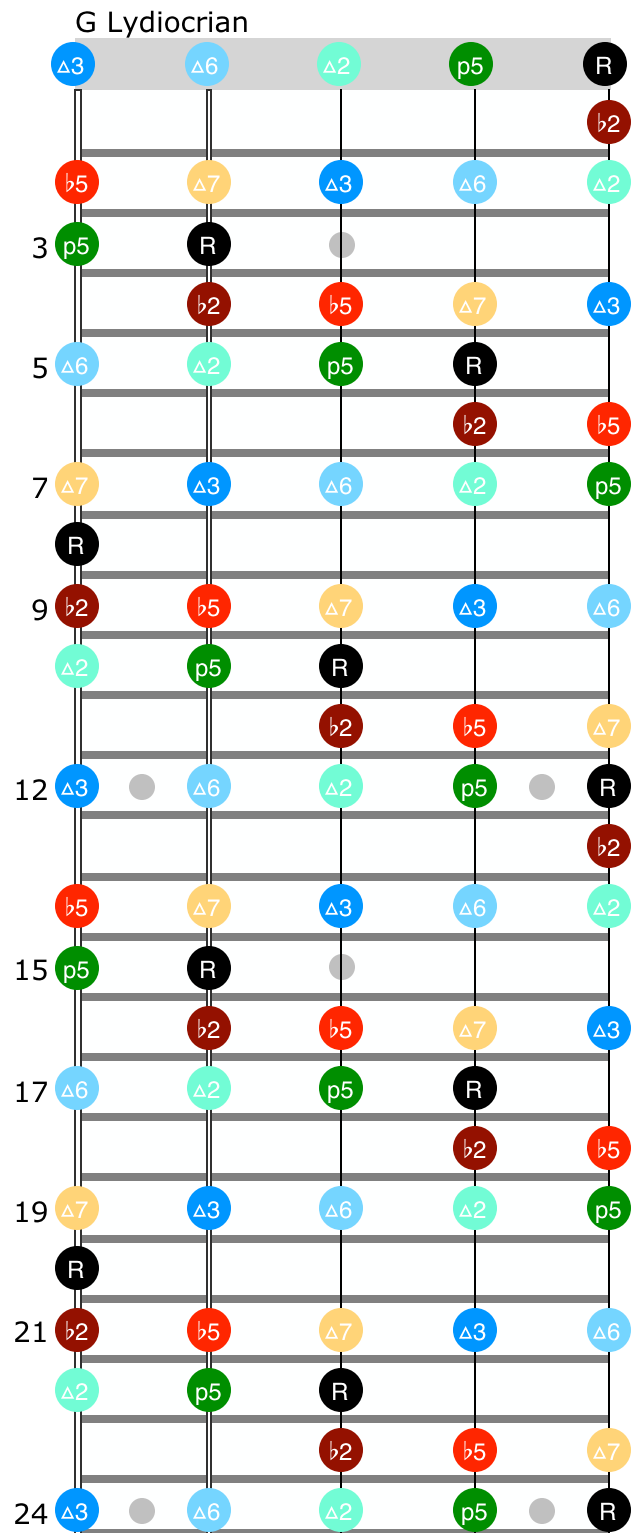 G Lydiocrian
△3 △6 △2 p5 R
♭2
♭5 △7 △3 △6 △2
3 p5 R
♭2 ♭5 △7 △3
5 △6 △2 p5 R
♭2 ♭5
7 △7 △3 △6 △2 p5
R
9 ♭2 ♭5 △7 △3 △6
△2 p5 R
♭2 ♭5 △7
12 △3 △6 △2 p5 R
♭2
♭5 △7 △3 △6 △2
15 p5 R
♭2 ♭5 △7 △3
17 △6 △2 p5 R
♭2 ♭5
19 △7 △3 △6 △2 p5
R
21 ♭2 ♭5 △7 △3 △6
△2 p5 R
♭2 ♭5 △7
24 △3 △6 △2 p5 R